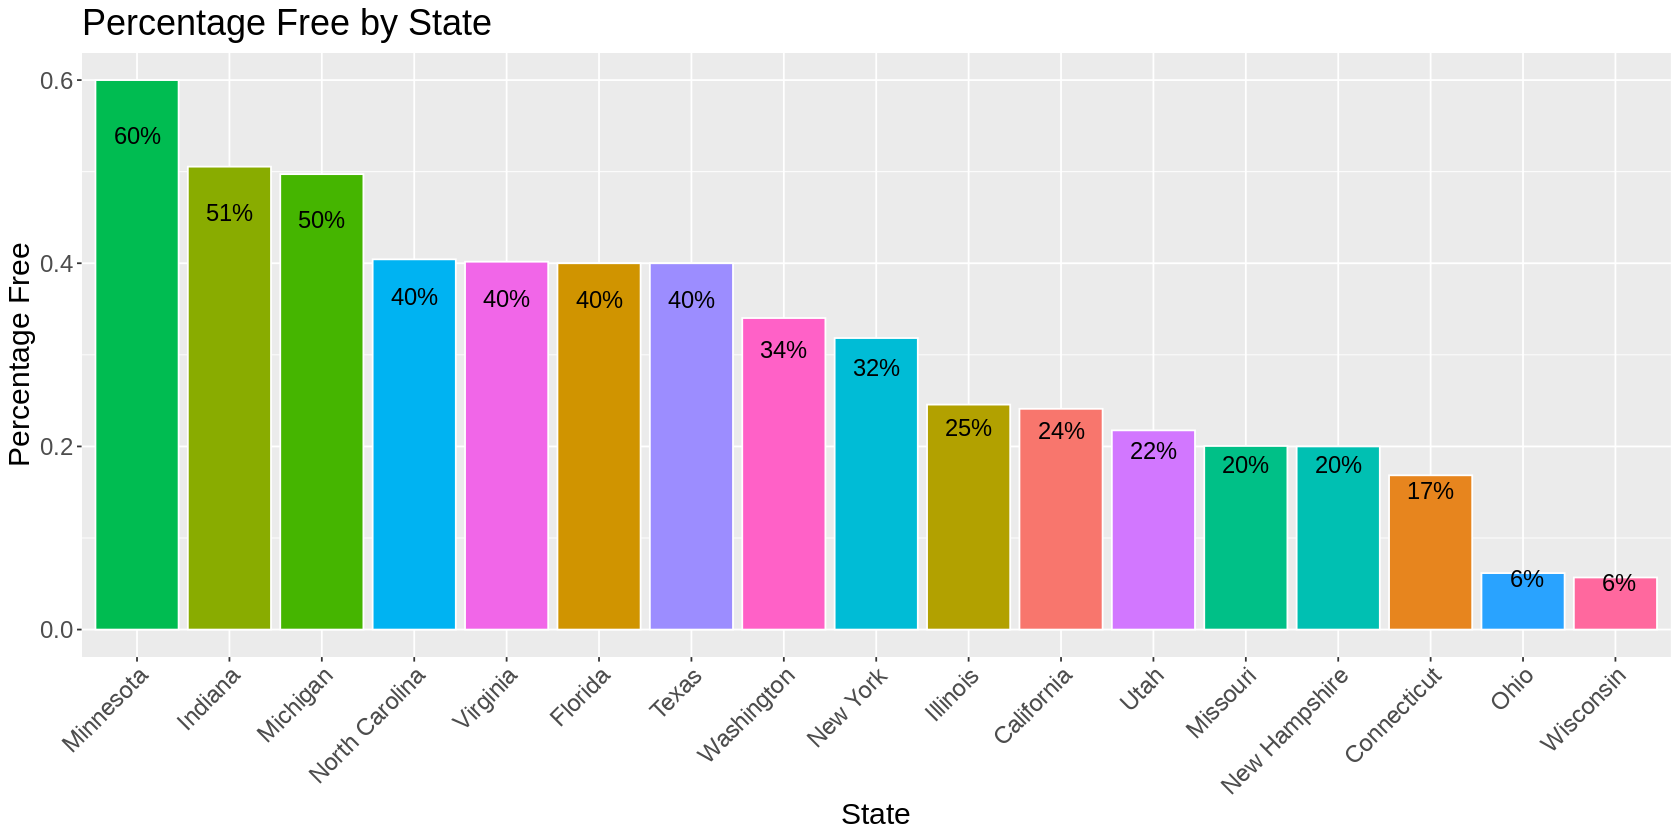 Percentage Free by State
Percentage Free
0.6
0.4
0.2
0.0
60%
51%
50%
40%
40%
40%
40%
34%
32%
25%
24%
22%
20%
20%
17%
6%
6%
Minnesota
Indiana
Michigan
North Carolina
Virginia
Florida
Texas
Washington
New York
Illinois
California
Utah
Missouri
New Hampshire
Connecticut
Ohio
Wisconsin
State